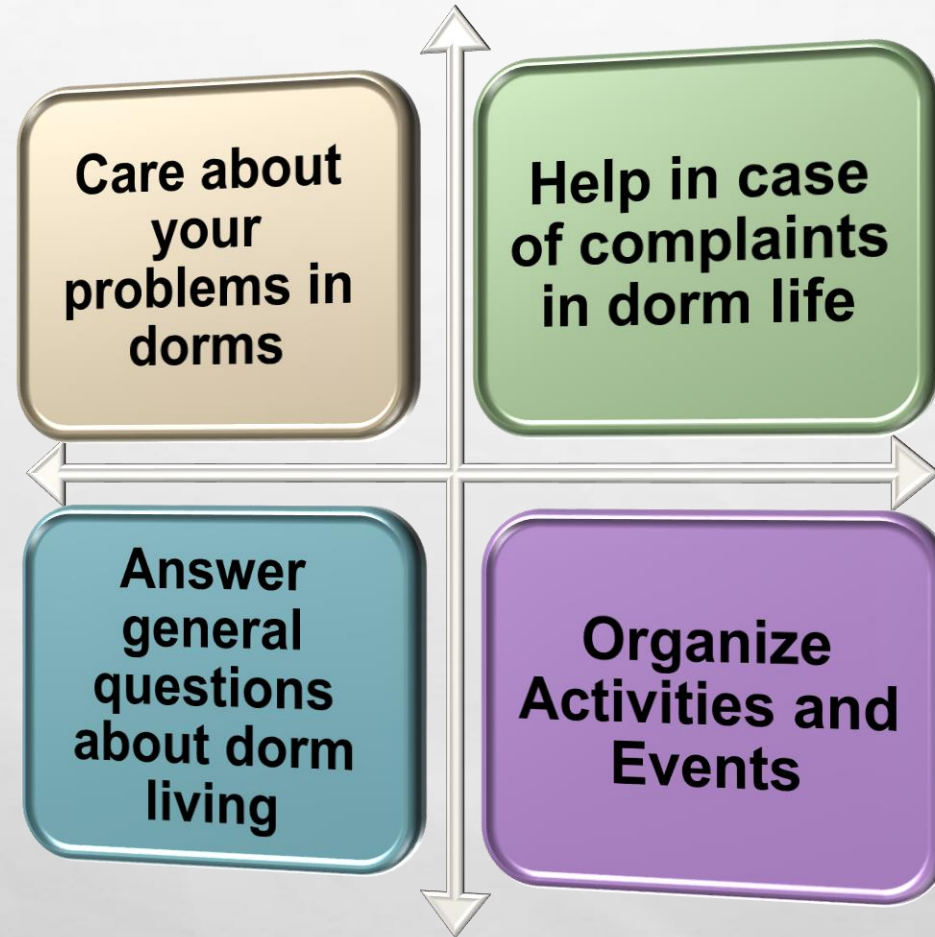 Care about
your
problems in
dorms
Help in case
of complaints
in dorm life
Answer
general
questions
about dorm
living
Organize
Activities and
Events